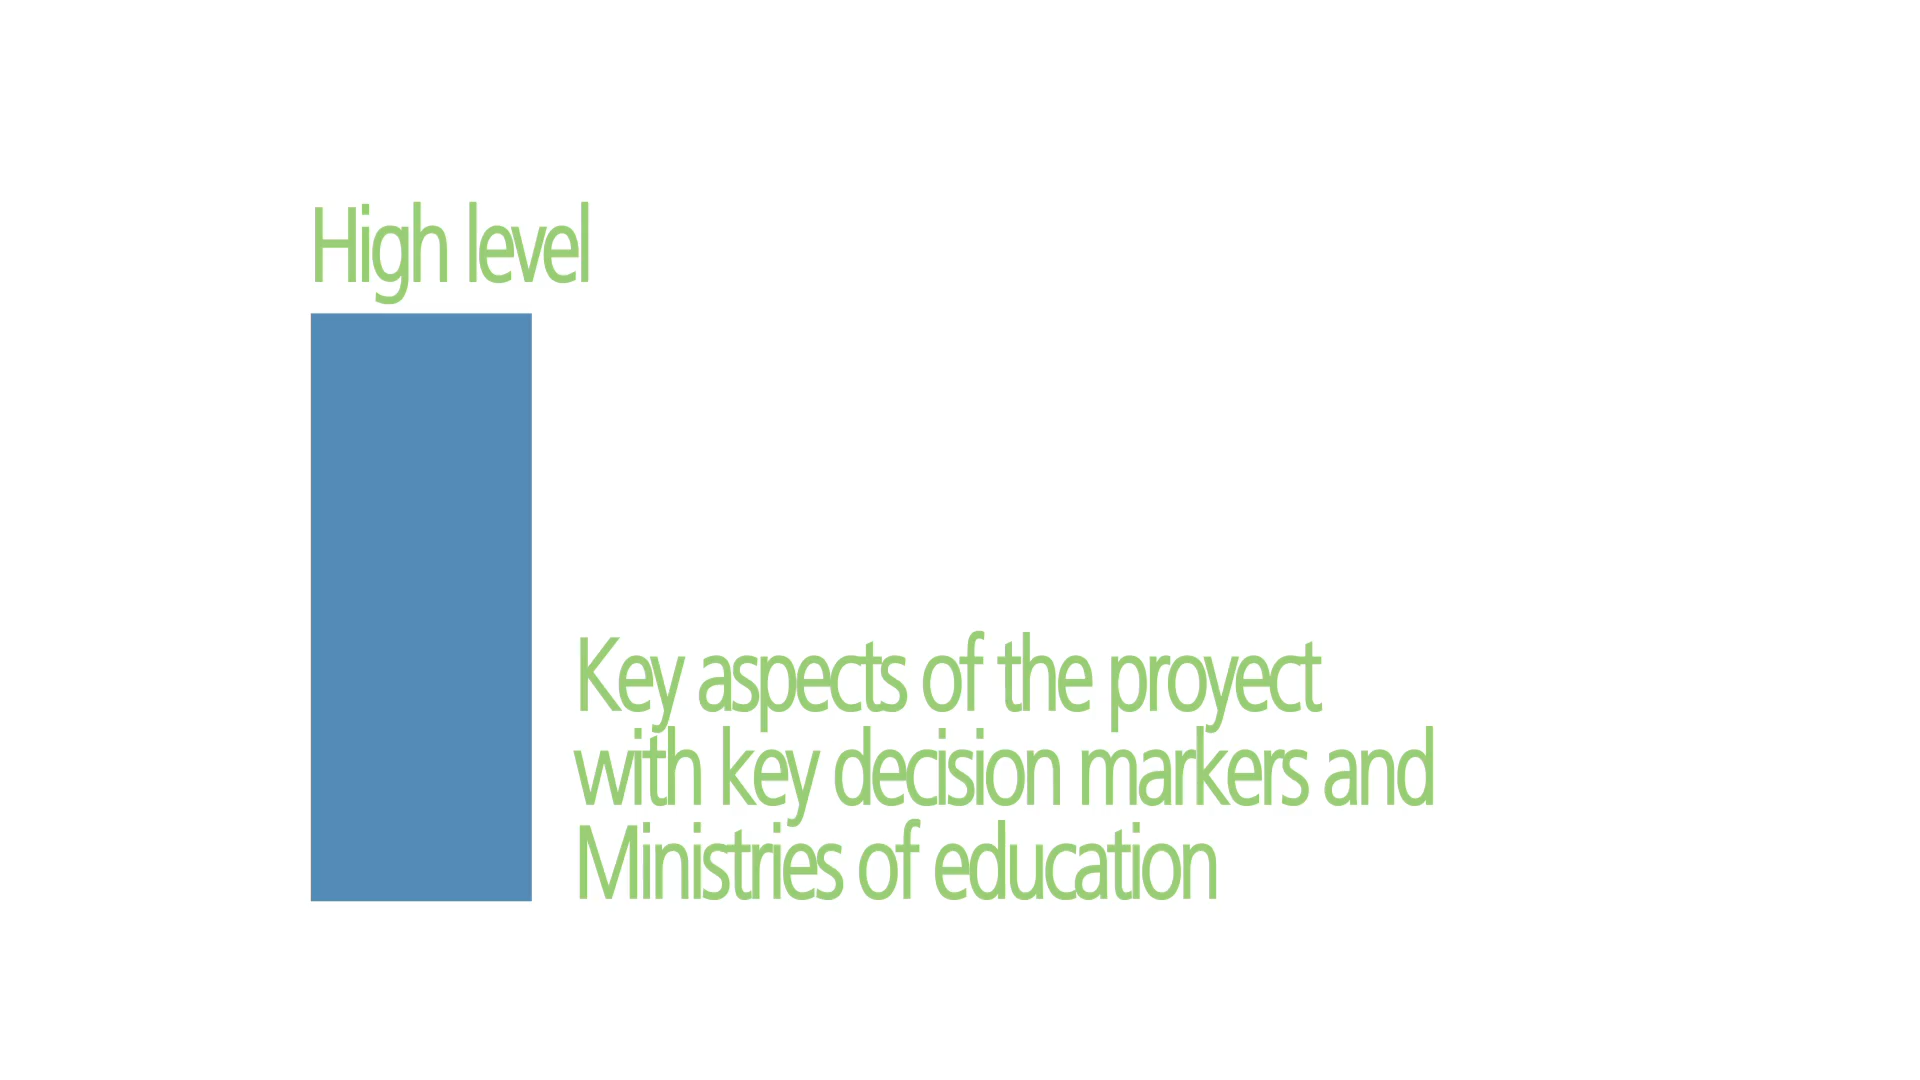 High level
Key aspects of the proyect
with key decision markers and
Ministries of education